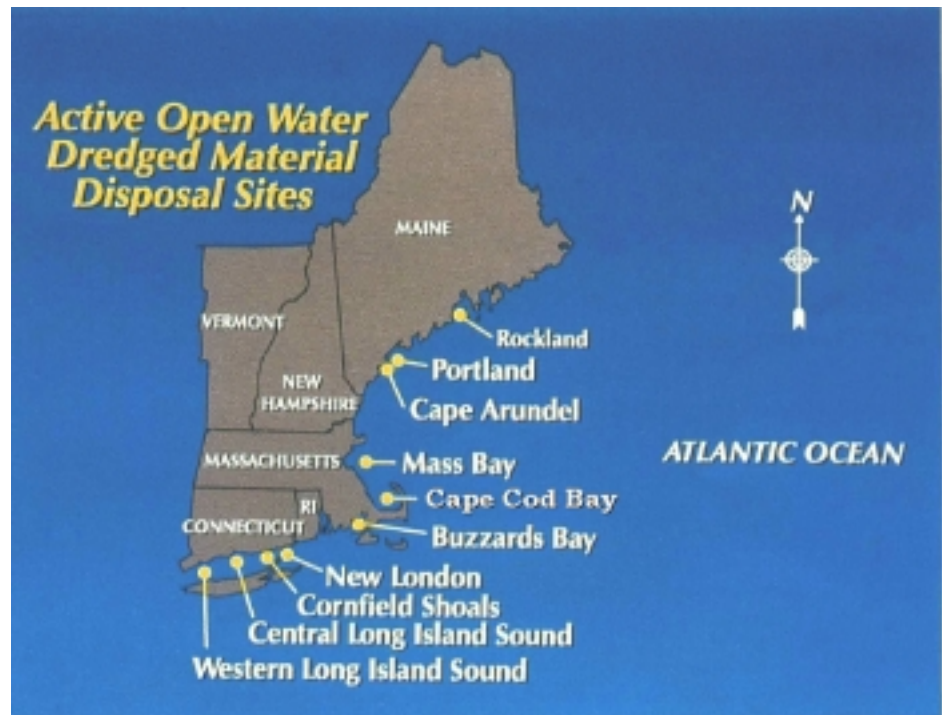 Active Open Water
Dredged Material
Disposal Sites
N
MAINE
VERMONT
Rockland
Portland
NEW
HAMPSHIRE
Cape Arundel
ATLANTIC OCEAN
MASSACHUSETTS
Mass Bay
Cape Cod Bay
RI
CONNECTICUT
Buzzards Bay
New London
Cornfield Shoals
Central Long Island Sound
Western Long Island Sound